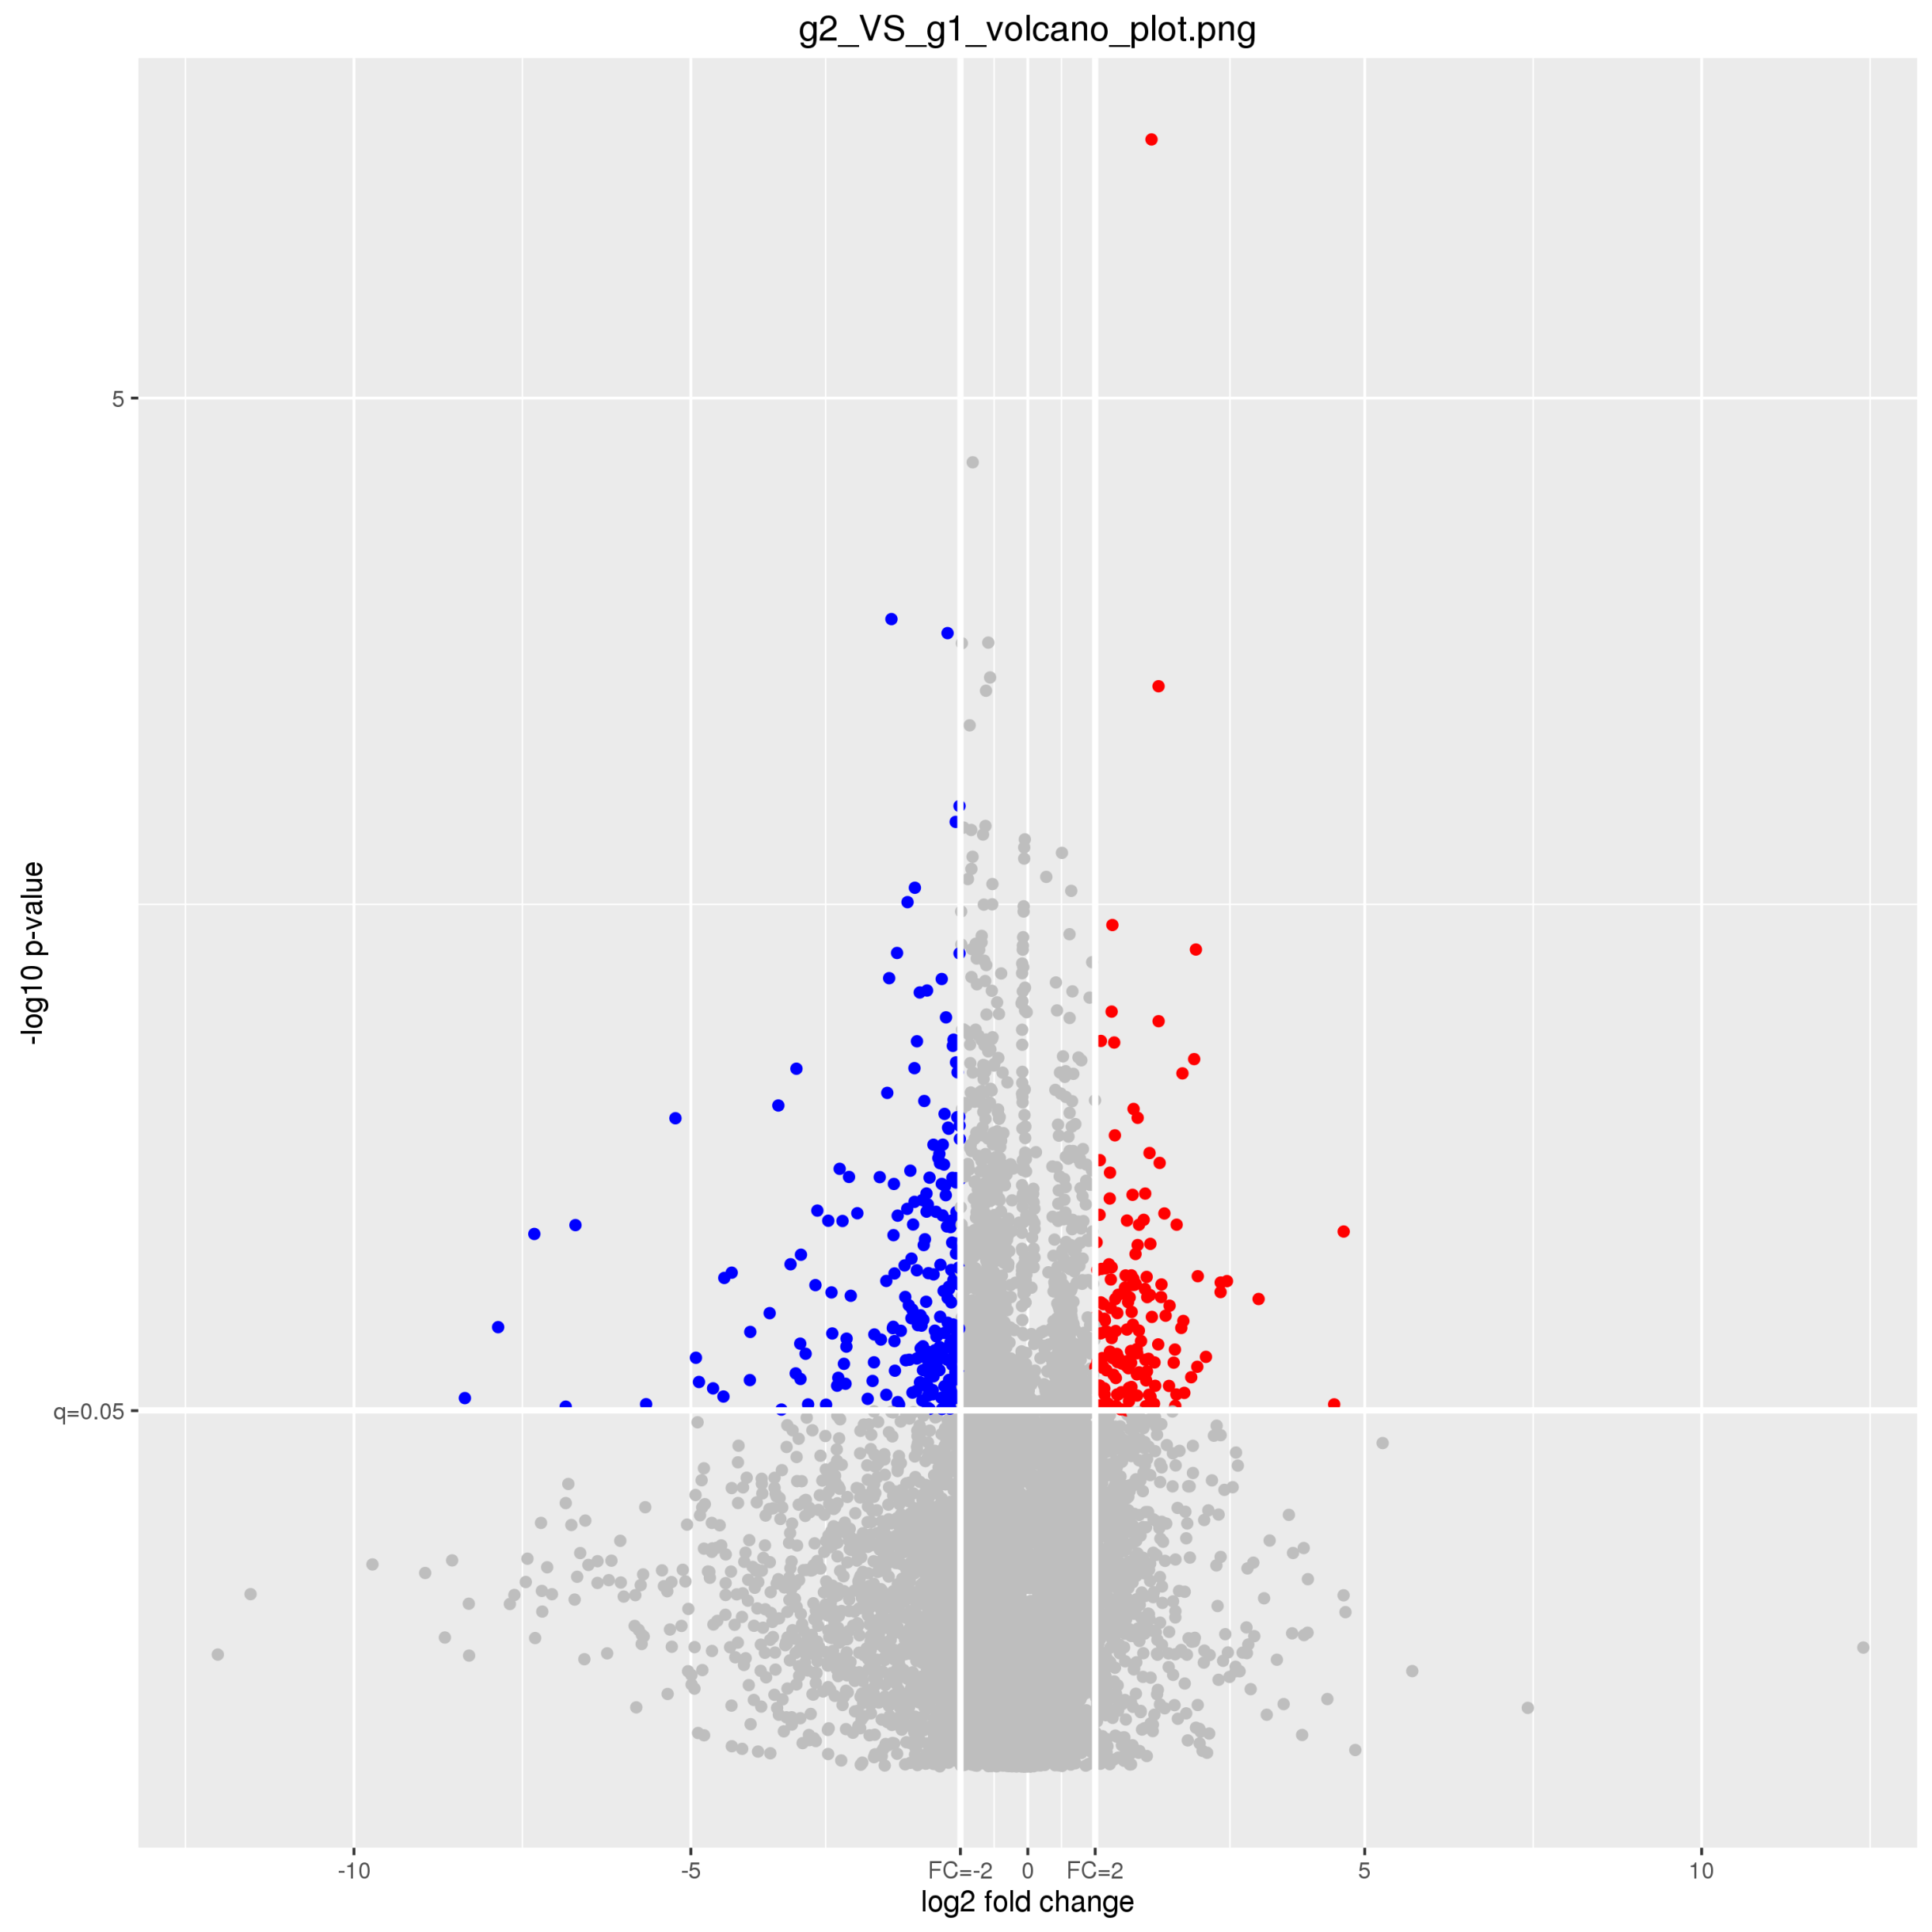 g2_VS_g1_volcano_plot.png
5
-log10 p-value
q=0.05
-10 -5 FC=-2 0 FC=2 5 10
log2 fold change